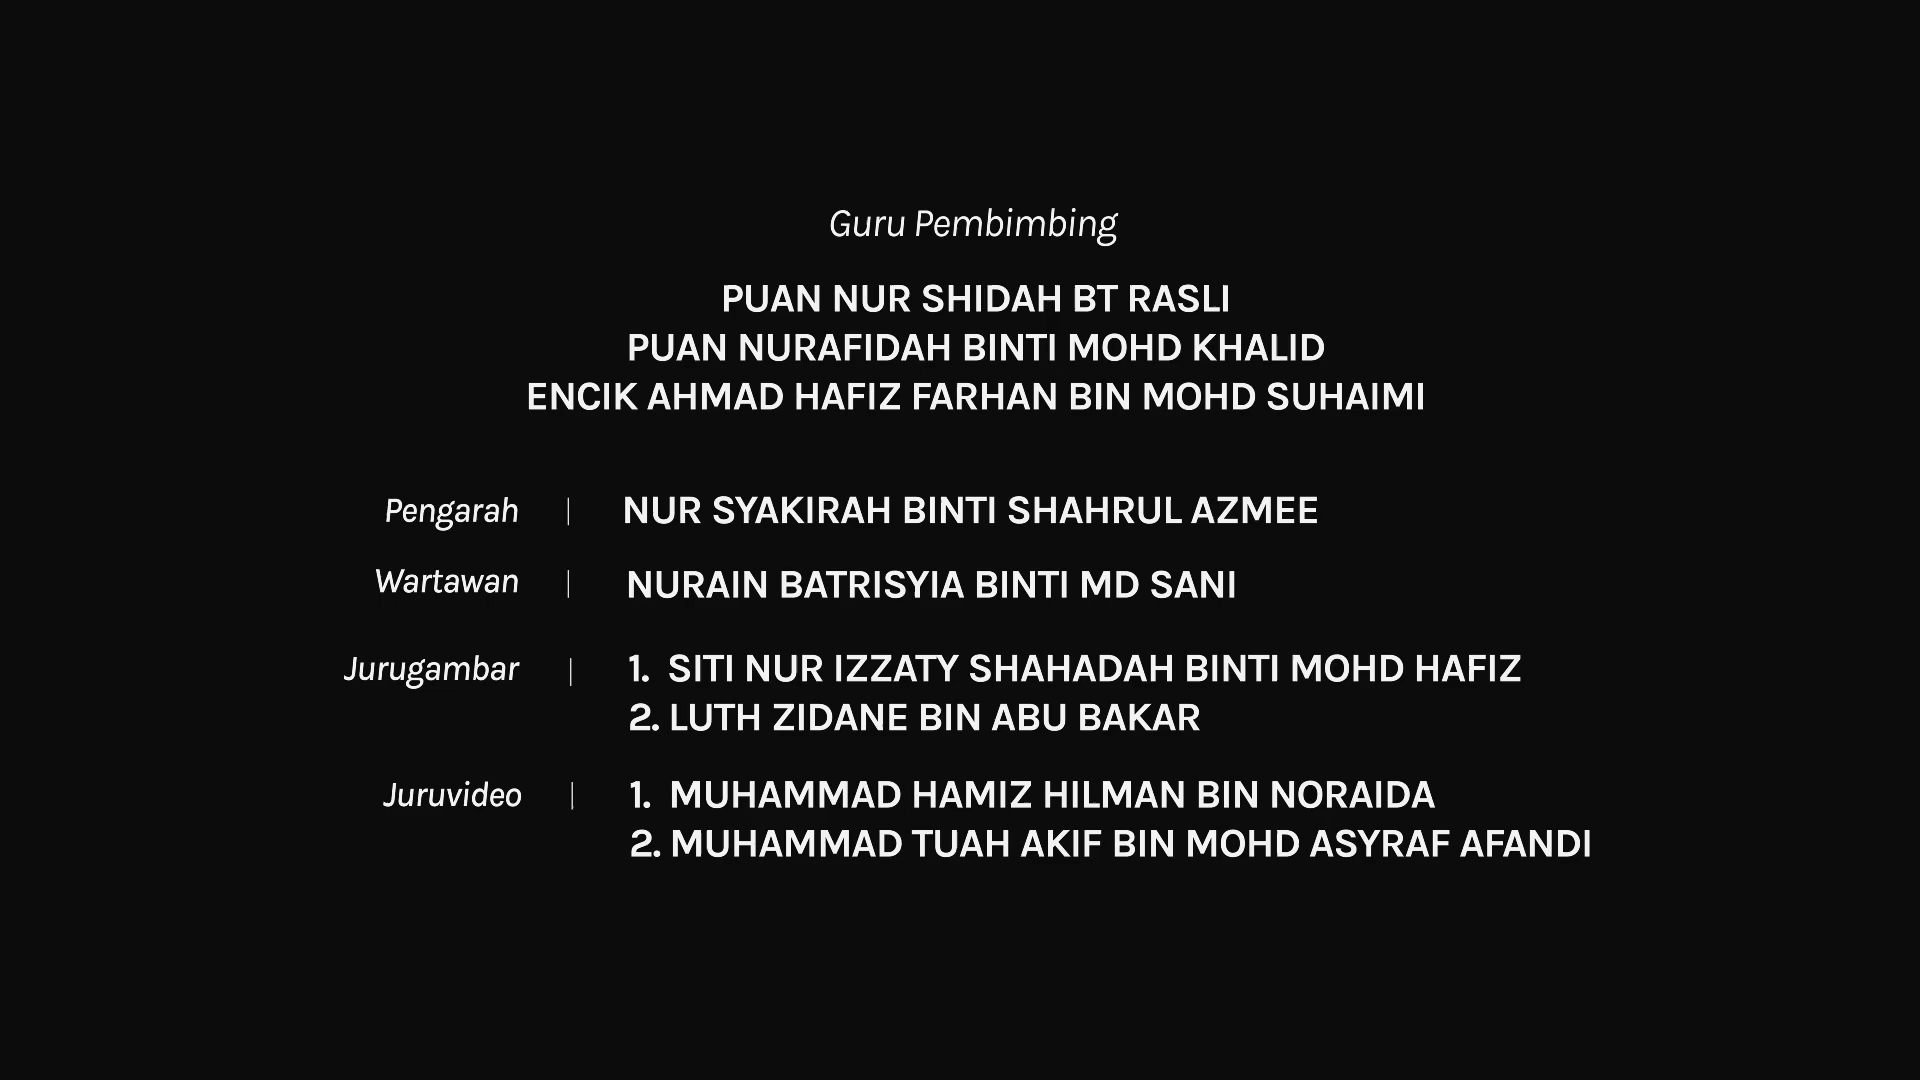 Guru Pembimbing
PUAN NUR SHIDAH BT RASLI
PUAN NURAFIDAH BINTI MOHD KHALID
ENCIK AHMAD HAFIZ FARHAN BIN MOHD SUHAIMI
Pengarah | NUR SYAKIRAH BINTI SHAHRUL AZMEE
Wartawan | NURAIN BATRISYIA BINTI MD SANI
Jurugambar | 1. SITI NUR IZZATY SHAHADAH BINTI MOHD HAFIZ
2. LUTH ZIDANE BIN ABU BAKAR
Juruvideo | 1. MUHAMMAD HAMIZ HILMAN BIN NORAIDA
2. MUHAMMAD TUAH AKIF BIN MOHD ASYRAF AFANDI